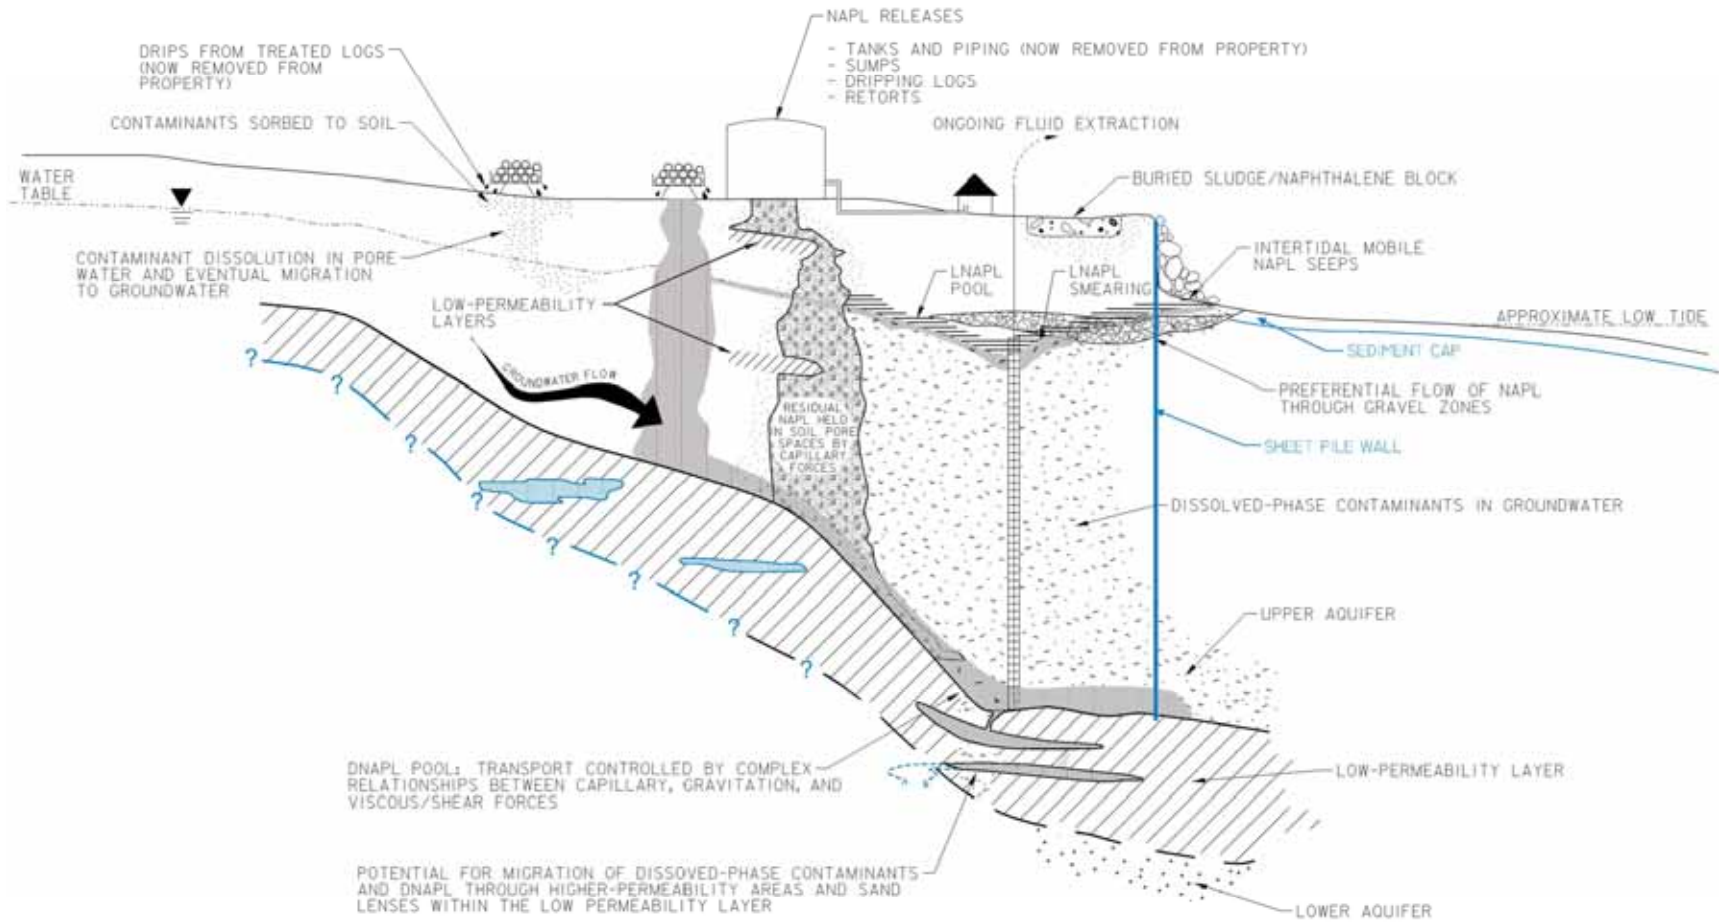 NAPL RELEASES
- TANKS AND PIPING (NOW REMOVED FROM PROPERTY)
- SUMPS
- DRIPPING LOGS
- RETORTS
DRIPS FROM TREATED LOGS
(NOW REMOVED FROM
PROPERTY)
CONTAMINANTS SORBED TO SOIL
ONGOING FLUID EXTRACTION
WATER
TABLE
BURIED SLUDGE/NAPHTHALENE BLOCK
CONTAMINANT DISSOLUTION IN PORE
WATER AND EVENTUAL MIGRATION
TO GROUNDWATER
INTERTIDAL MOBILE
NAPL SEEPS
LNAPL
POOL
LNAPL
SMEARING
LOW-PERMEABILITY
LAYERS
APPROXIMATE LOW TIDE
SEDIMENT CAP
GROUNDWATER FLOW
PREFERENTIAL FLOW OF NAPL
THROUGH GRAVEL ZONES
RESIDUAL
NAPL HELD
IN SOIL PORE
SPACES BY
CAPILLARY
FORCES
SHEET PILE WALL
DISSOLVED-PHASE CONTAMINANTS IN GROUNDWATER
?
?
?
?
?
?
?
?
?
UPPER AQUIFER
DNAPL POOL: TRANSPORT CONTROLLED BY COMPLEX
RELATIONSHIPS BETWEEN CAPILLARY, GRAVITATION, AND
VISCOUS/SHEAR FORCES
LOW-PERMEABILITY LAYER
POTENTIAL FOR MIGRATION OF DISSOVED-PHASE CONTAMINANTS
AND DNAPL THROUGH HIGHER-PERMEABILITY AREAS AND SAND
LENSES WITHIN THE LOW PERMEABILITY LAYER
LOWER AQUIFER